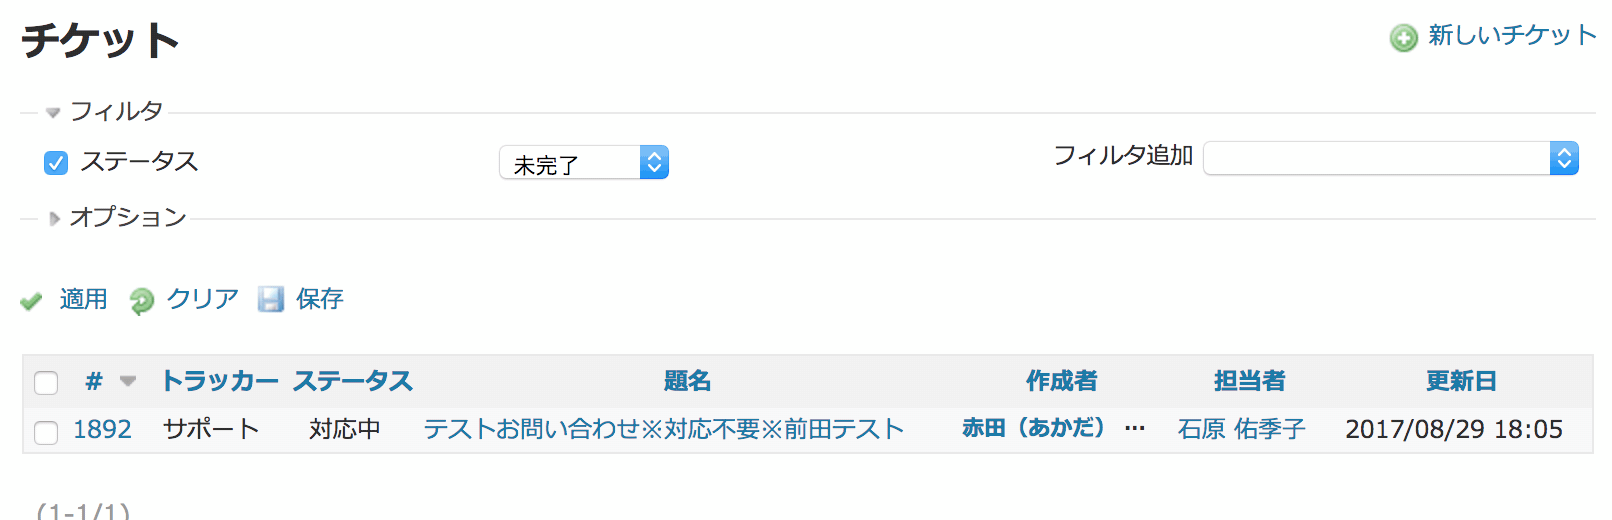 チケット
新しいチケット
フィルタ
ステータス 未完了 フィルタ追加
オプション
適用 クリア 保存
# トラッカー ステータス 題名 作成者 担当者 更新日
1892 サポート 対応中 テストお問い合わせ※対応不要※前田テスト 赤田（あかだ） … 石原 佑季子 2017/08/29 18:05
(1-1/1)